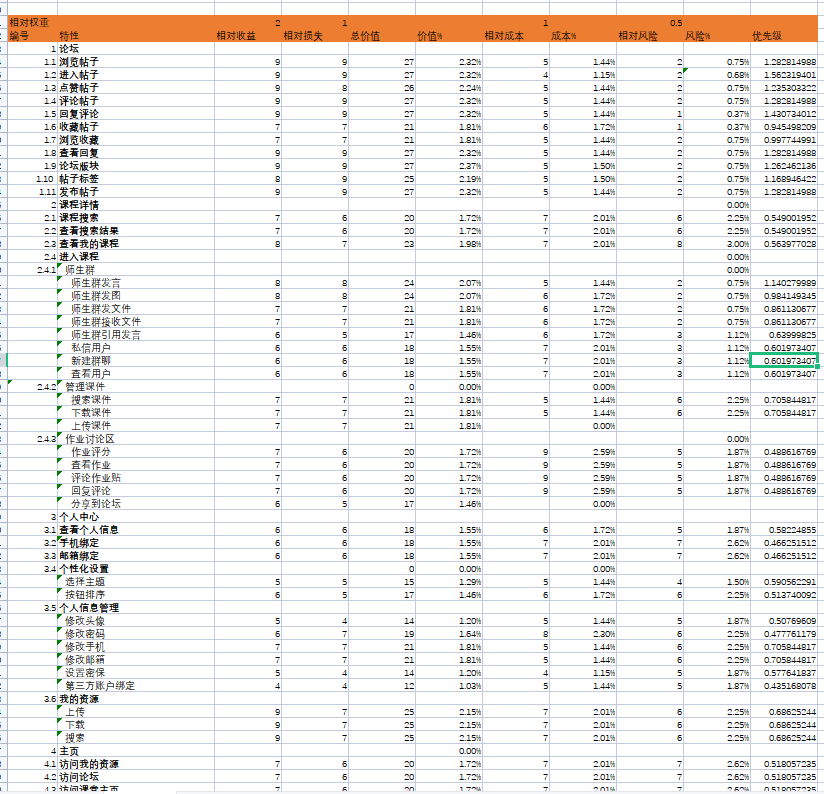 相对权重 2 1 1 0.5
编号 特性 相对收益 相对损失 总价值 价值% 相对成本 成本% 相对风险 风险% 优先级
1 论坛
1.1 浏览帖子 9 9 27 2.32% 5 1.44% 2 0.75% 1.282814988
1.2 进入帖子 9 9 27 2.32% 4 1.15% 2 0.68% 1.562319401
1.3 点赞帖子 9 8 26 2.24% 5 1.44% 2 0.75% 1.235303322
1.4 评论帖子 9 9 27 2.32% 5 1.44% 2 0.75% 1.282814988
1.5 回复评论 9 9 27 2.32% 5 1.44% 1 0.37% 1.430734012
1.6 收藏帖子 7 7 21 1.81% 6 1.72% 1 0.37% 0.945498209
1.7 浏览收藏 7 7 21 1.81% 5 1.44% 2 0.75% 0.997744991
1.8 查看回复 9 9 27 2.32% 5 1.44% 2 0.75% 1.282814988
1.9 论坛版块 9 9 27 2.37% 5 1.50% 2 0.75% 1.262462136
1.10 帖子标签 8 9 25 2.19% 5 1.50% 2 0.75% 1.168946422
1.11 发布帖子 9 9 27 2.32% 5 1.44% 2 0.75% 1.282814988
2 课程详情 0.00%
2.1 课程搜索 7 6 20 1.72% 7 2.01% 6 2.25% 0.549001952
2.2 查看搜索结果 7 6 20 1.72% 7 2.01% 6 2.25% 0.549001952
2.3 查看我的课程 8 7 23 1.98% 7 2.01% 8 3.00% 0.563977028
2.4 进入课程 0.00%
2.4.1 师生群 0.00%
师生群发言 8 8 24 2.07% 5 1.44% 2 0.75% 1.140279989
师生群发图 8 8 24 2.07% 6 1.72% 2 0.75% 0.984149345
师生群发文件 7 7 21 1.81% 6 1.72% 2 0.75% 0.861130677
师生群接收文件 7 7 21 1.81% 6 1.72% 2 0.75% 0.861130677
师生群引用发言 6 5 17 1.46% 6 1.72% 3 1.12% 0.63999825
私信用户 6 6 18 1.55% 7 2.01% 3 1.12% 0.601973407
新建群聊 6 6 18 1.55% 7 2.01% 3 1.12% 0.601973407
查看用户 6 6 18 1.55% 7 2.01% 3 1.12% 0.601973407
2.4.2 管理课件 0 0.00% 0.00%
搜索课件 7 7 21 1.81% 5 1.44% 6 2.25% 0.705844817
下载课件 7 7 21 1.81% 5 1.44% 6 2.25% 0.705844817
上传课件 7 7 21 1.81% 0.00%
2.4.3 作业讨论区 0.00%
作业评分 7 6 20 1.72% 9 2.59% 5 1.87% 0.488616769
查看作业 7 6 20 1.72% 9 2.59% 5 1.87% 0.488616769
评论作业贴 7 6 20 1.72% 9 2.59% 5 1.87% 0.488616769
回复评论 7 6 20 1.72% 9 2.59% 5 1.87% 0.488616769
分享到论坛 6 5 17 1.46% 0.00%
3 个人中心
3.1 查看个人信息 6 6 18 1.55% 6 1.72% 5 1.87% 0.58224855
3.2 手机绑定 6 6 18 1.55% 7 2.01% 7 2.62% 0.466251512
3.3 邮箱绑定 6 6 18 1.55% 7 2.01% 7 2.62% 0.466251512
3.4 个性化设置 0 0.00% 0.00%
选择主题 5 5 15 1.29% 5 1.44% 4 1.50% 0.590562291
按钮排序 6 5 17 1.46% 6 1.72% 6 2.25% 0.513740092
3.5 个人信息管理
修改头像 5 4 14 1.20% 5 1.44% 5 1.87% 0.50769609
修改密码 6 7 19 1.64% 8 2.30% 6 2.25% 0.477761179
修改手机 7 7 21 1.81% 5 1.44% 6 2.25% 0.705844817
修改邮箱 7 7 21 1.81% 5 1.44% 6 2.25% 0.705844817
设置密保 5 4 14 1.20% 4 1.15% 5 1.87% 0.577641837
第三方账户绑定 4 4 12 1.03% 5 1.44% 5 1.87% 0.435168078
3.6 我的资源
上传 9 7 25 2.15% 7 2.01% 6 2.25% 0.68625244
下载 9 7 25 2.15% 7 2.01% 6 2.25% 0.68625244
搜索 9 7 25 2.15% 7 2.01% 6 2.25% 0.68625244
4 主页 0.00%
4.1 访问我的资源 7 6 20 1.72% 7 2.01% 7 2.62% 0.518057235
4.2 访问论坛 7 6 20 1.72% 7 2.01% 7 2.62% 0.518057235
4.3 访问课堂主页 7 6 20 1.72% 7 2.01% 7 2.62% 0.518057235